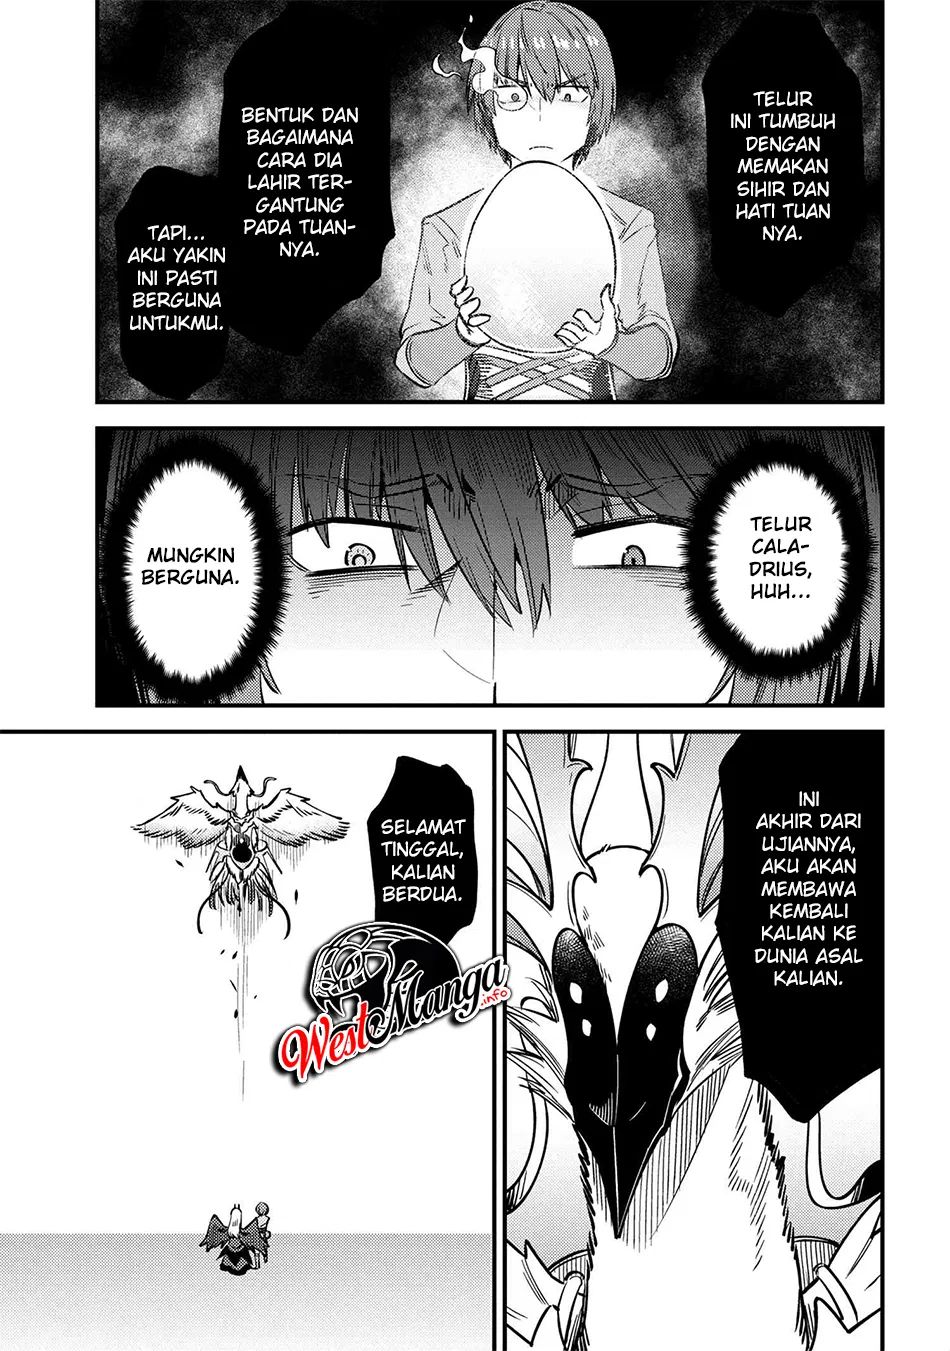 TELUR
INI TUMBUH
DENGAN
MEMAKAN
SIHIR DAN
HATI TUAN
NYA.
BENTUK DAN
BAGAIMANA
CARA DIA
LAHIR TER-
GANTUNG
PADA TUAN-
NYA.
TAPI...
AKU YAKIN
INI PASTI
BERGUNA
UNTUKMU.
TELUR
CALA-
DRIUS,
HUH...
MUNGKIN
BERGUNA.
INI
AKHIR DARI
UJIANNYA,
AKU AKAN
MEMBAWA
KEMBALI
KALIAN KE
DUNIA ASAL
KALIAN.
SELAMAT
TINGGAL,
KALIAN
BERDUA.
WestManga.info